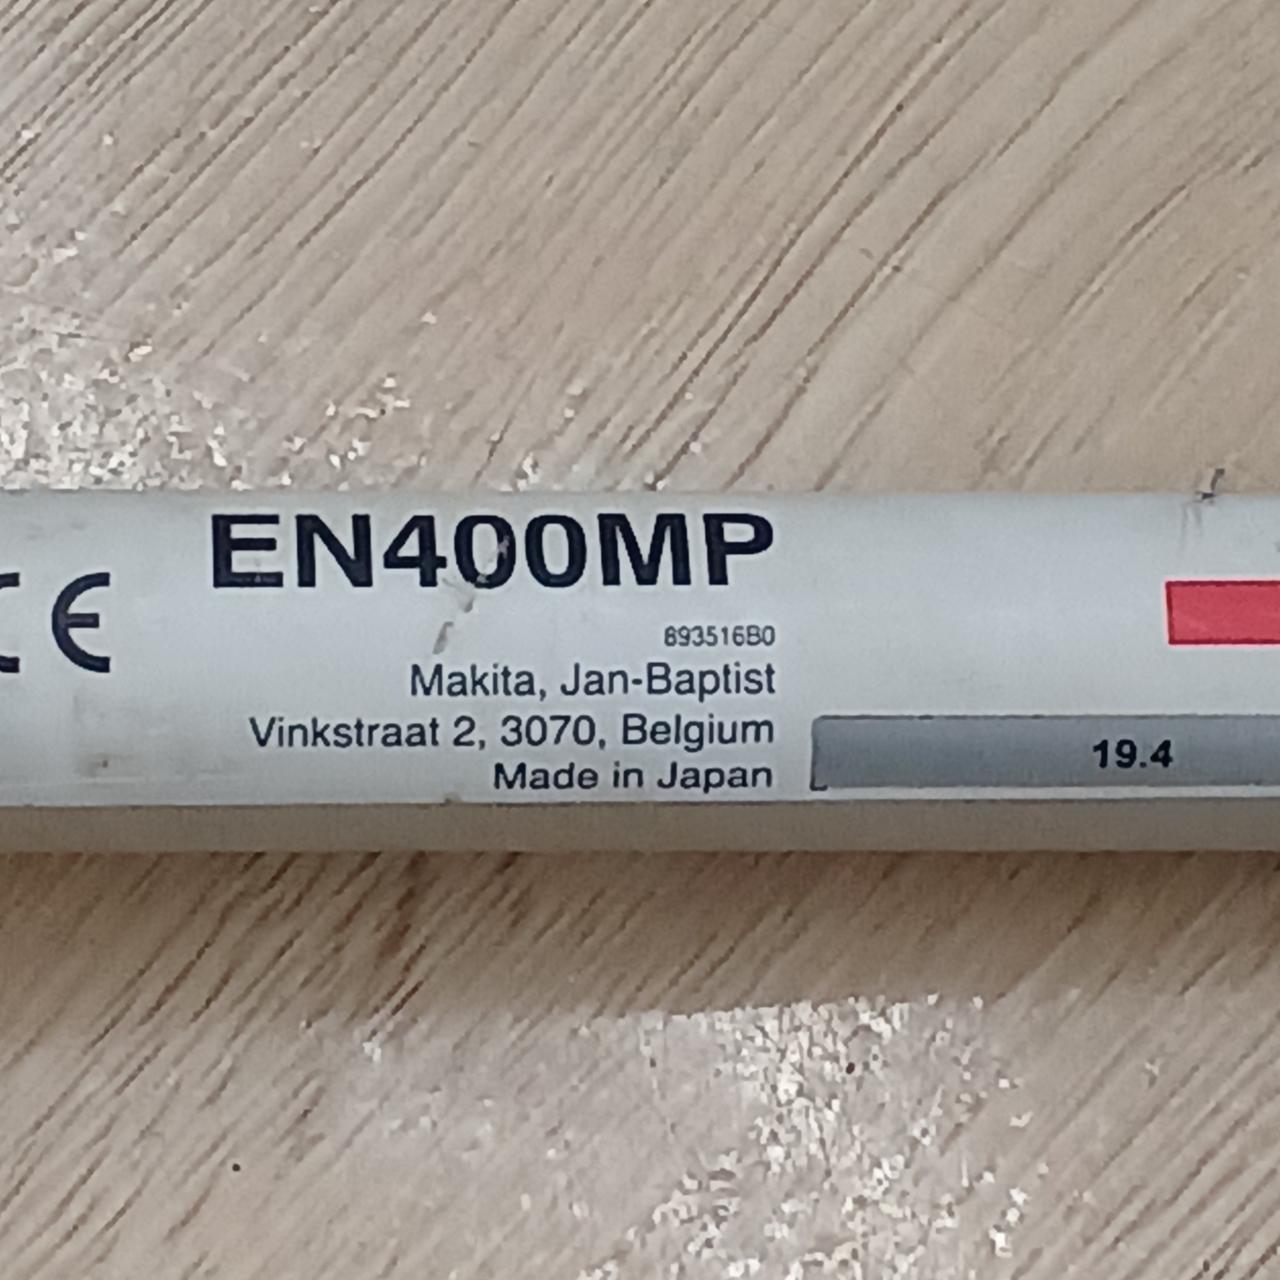 CE
EN400MP
893516B0
Makita, Jan-Baptist
Vinkstraat 2, 3070, Belgium
Made in Japan
19.4